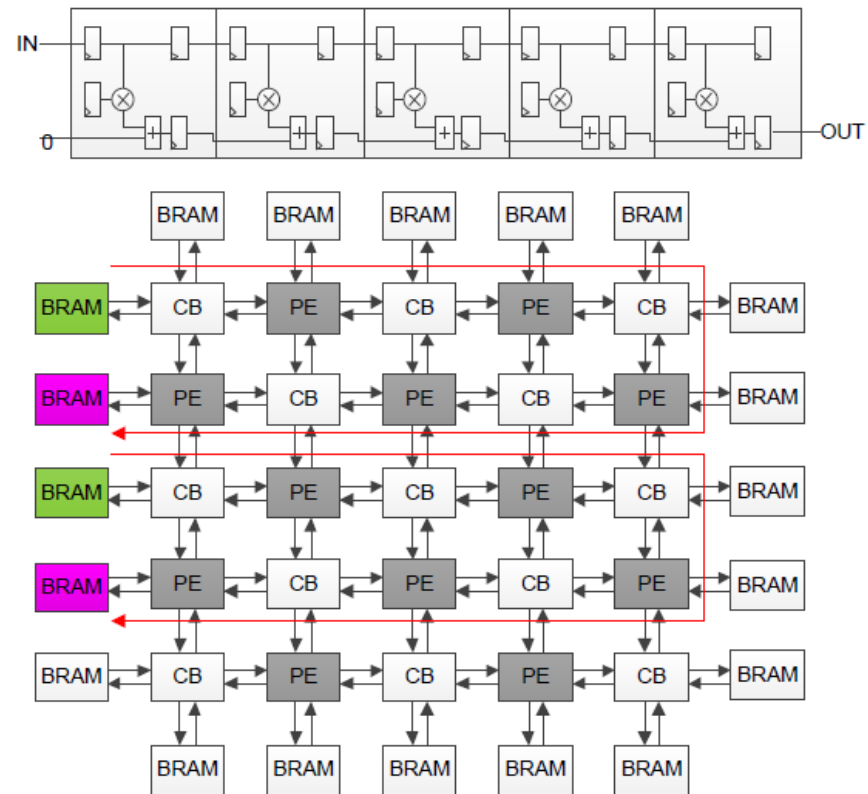 IN
× × × × ×
+ + + + +
0 OUT
BRAM BRAM BRAM BRAM BRAM
BRAM CB PE CB PE CB BRAM
BRAM PE CB PE CB PE BRAM
BRAM CB PE CB PE CB BRAM
BRAM PE CB PE CB PE BRAM
BRAM CB PE CB PE CB BRAM
BRAM BRAM BRAM BRAM BRAM